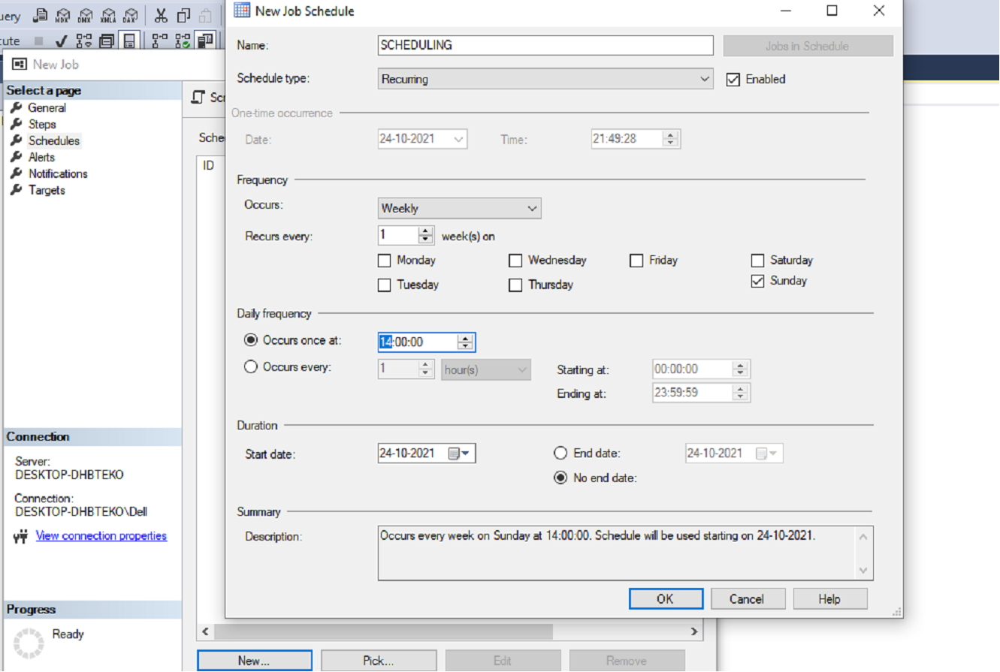 uery MDX DMX XMLA DAX
cute
New Job
Select a page
General
Steps
Schedules
Alerts
Notifications
Targets
Connection
Server:
DESKTOP-DHBTEKO
Connection:
DESKTOP-DHBTEKO\Dell
View connection properties
Progress
Ready
Scr
Sche
ID
New Job Schedule
Name: SCHEDULING Jobs in Schedule
Schedule type: Recurring Enabled
One-time occurrence
Date: 24-10-2021 Time: 21:49:28
Frequency
Occurs: Weekly
Recurs every: 1 week(s) on
Monday Wednesday Friday Saturday
Tuesday Thursday Sunday
Daily frequency
Occurs once at: 14:00:00
Occurs every: 1 hour(s) Starting at: 00:00:00
Ending at: 23:59:59
Duration
Start date: 24-10-2021 End date: 24-10-2021
No end date:
Summary
Description: Occurs every week on Sunday at 14:00:00. Schedule will be used starting on 24-10-2021.
OK Cancel Help
New... Pick... Edit Remove